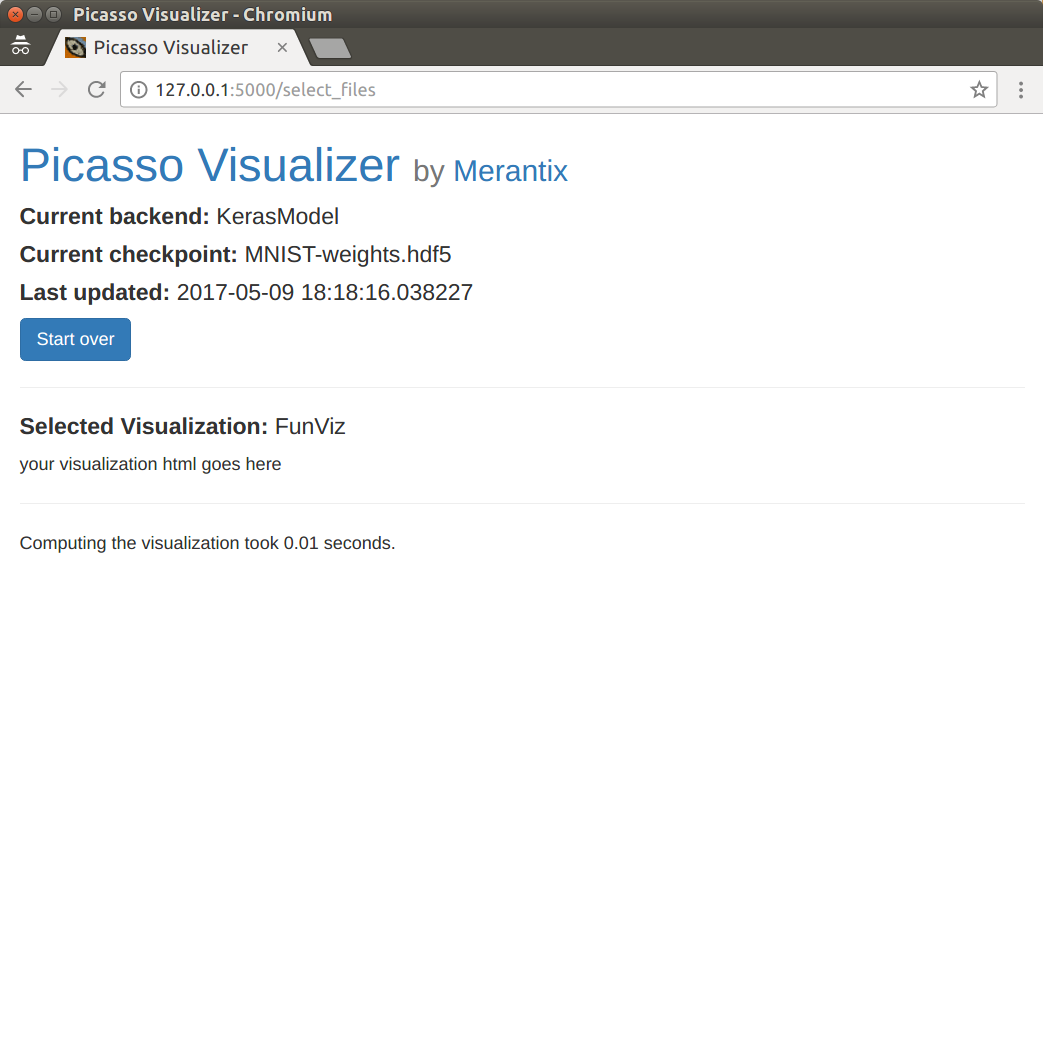 Picasso Visualizer - Chromium
Picasso Visualizer
127.0.0.1:5000/select_files
Picasso Visualizer by Merantix
Current backend: KerasModel
Current checkpoint: MNIST-weights.hdf5
Last updated: 2017-05-09 18:18:16.038227
Start over
Selected Visualization: FunViz
your visualization html goes here
Computing the visualization took 0.01 seconds.